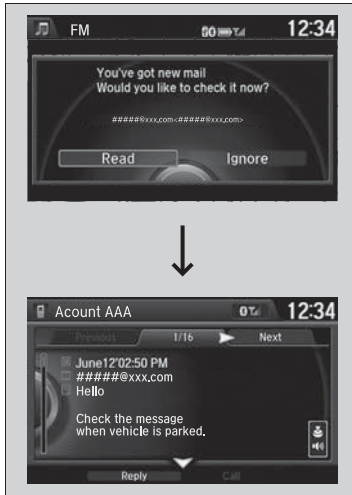 FM
12:34
You've got new mail
Would you like to check it now?
#####@xxx.com<#####@xxx.com>
Read
Ignore
Acount AAA
12:34
Previous
1/16
Next
June12'02:50 PM
#####@xxx.com
Hello
Check the message
when vehicle is parked.
Reply
Call